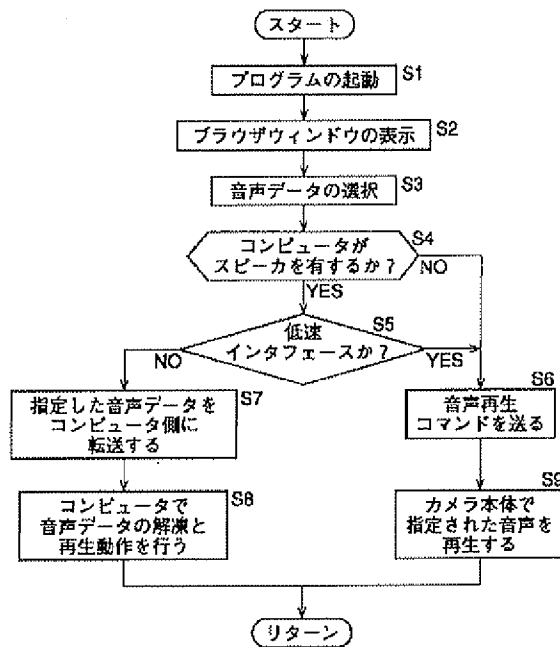 スタート
プログラムの起動 S1
ブラウザウィンドウの表示 S2
音声データの選択 S3
コンピュータが
スピーカを有するか? S4
NO
YES
低速
インタフェースか? S5
NO
YES
指定した音声データを
コンピュータ側に
転送する
S7
音声再生
コマンドを送る
S6
コンピュータで
音声データの解凍と
再生動作を行う
S8
カメラ本体で
指定された音声を
再生する
S9
リターン